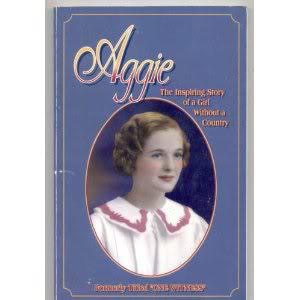 Aggie
The Inspiring Story
of a Girl
Without a
Country
Formerly Titled "ONE WITNESS"